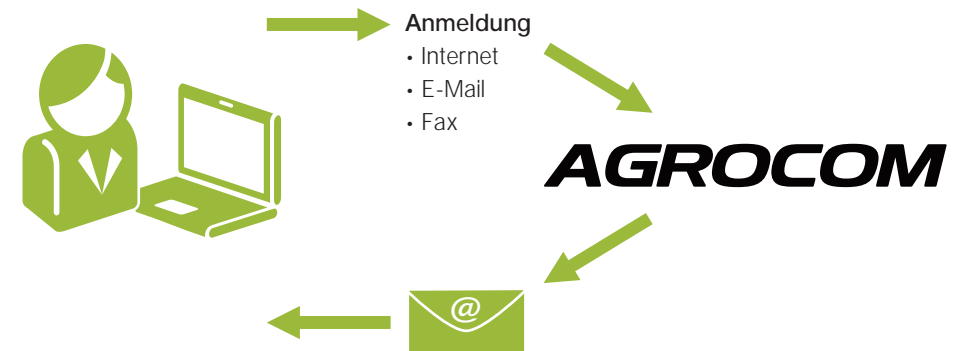 Anmeldung
• Internet
• E-Mail
• Fax
AGROCOM
@